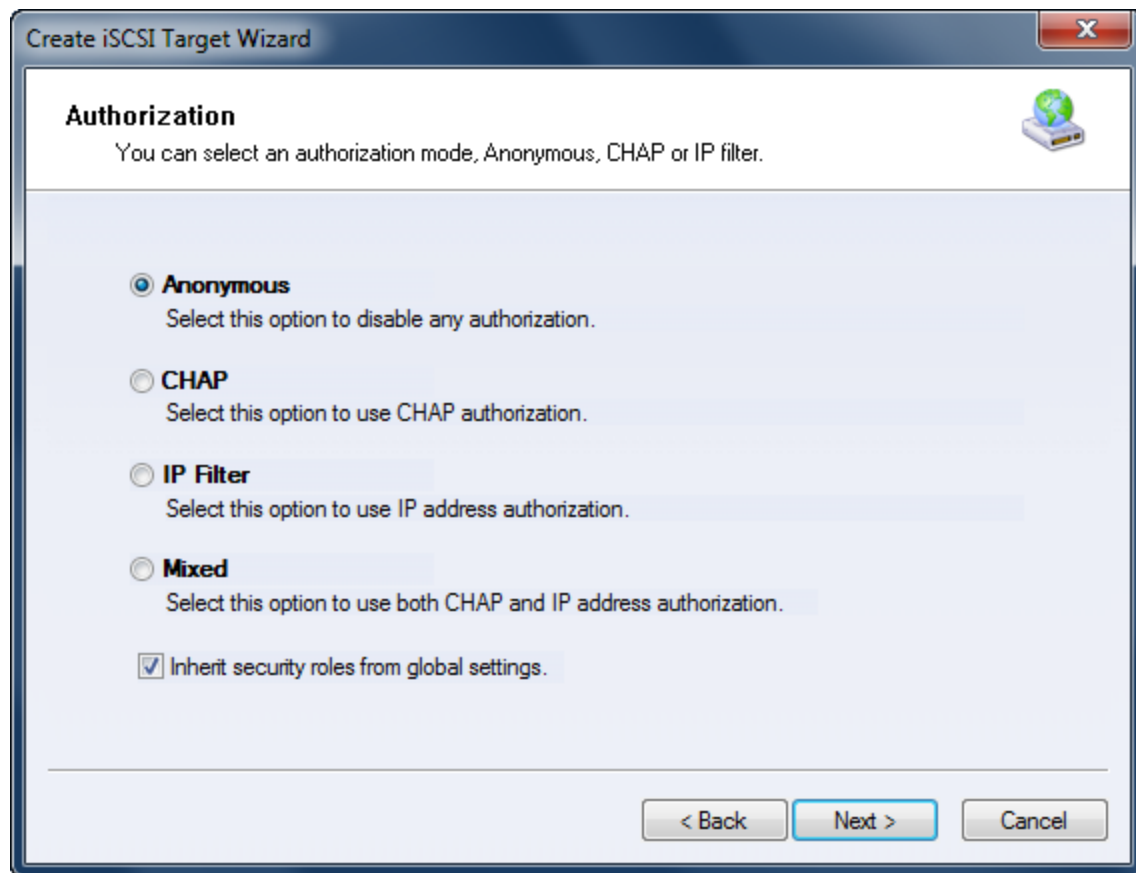 Create iSCSI Target Wizard
Authorization
You can select an authorization mode, Anonymous, CHAP or IP filter.
Anonymous
Select this option to disable any authorization.
CHAP
Select this option to use CHAP authorization.
IP Filter
Select this option to use IP address authorization.
Mixed
Select this option to use both CHAP and IP address authorization.
Inherit security roles from global settings.
< Back Next > Cancel